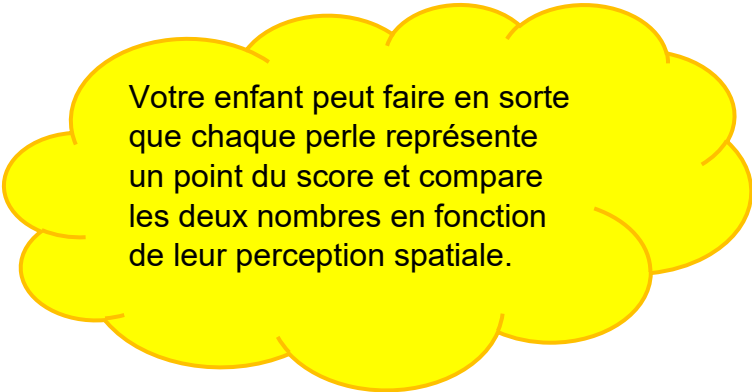 Votre enfant peut faire en sorte
que chaque perle représente
un point du score et compare
les deux nombres en fonction
de leur perception spatiale.